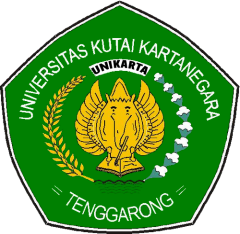 UNIVERSITAS KUTAI KARTANEGARA
UNIKARTA
= TENGGARONG =